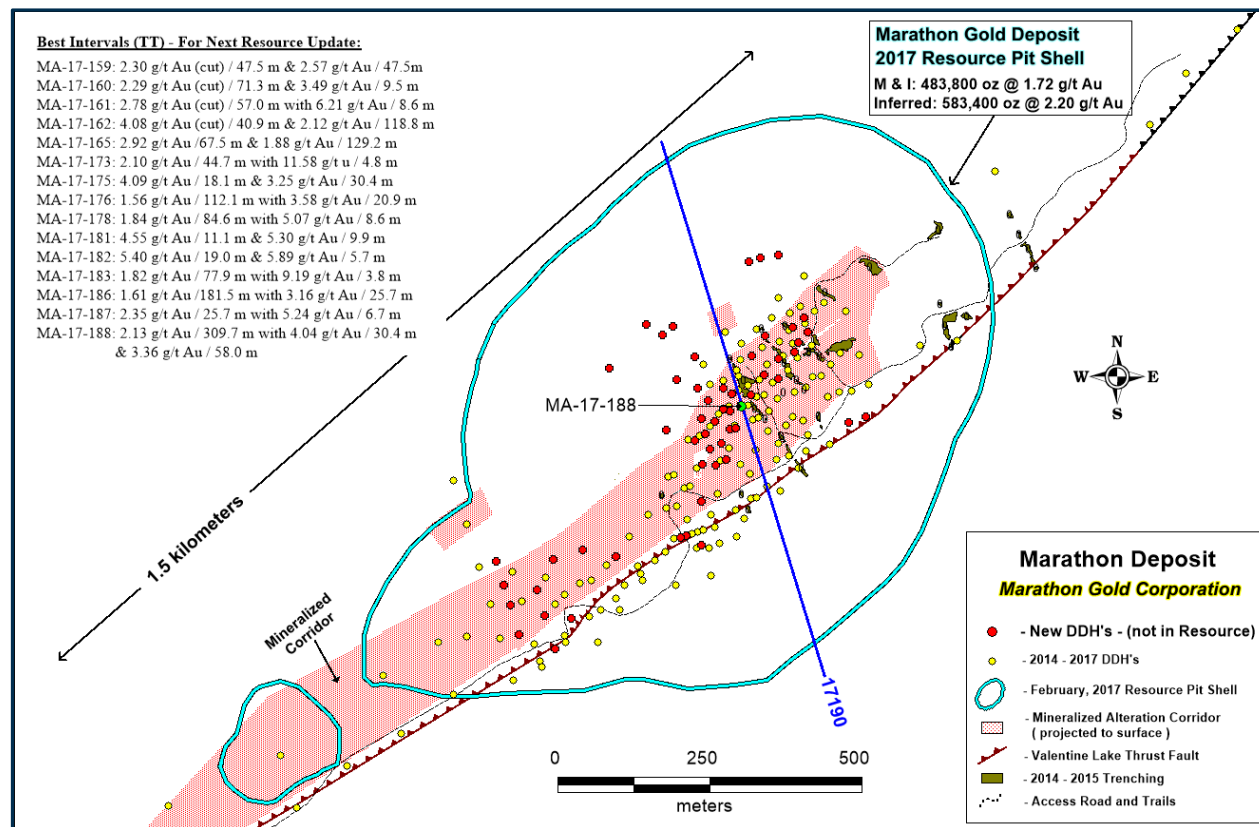 Best Intervals (TT) - For Next Resource Update:
MA-17-159: 2.30 g/t Au (cut) / 47.5 m & 2.57 g/t Au / 47.5m
MA-17-160: 2.29 g/t Au (cut) / 71.3 m & 3.49 g/t Au / 9.5 m
MA-17-161: 2.78 g/t Au (cut) / 57.0 m with 6.21 g/t Au / 8.6 m
MA-17-162: 4.08 g/t Au (cut) / 40.9 m & 2.12 g/t Au / 118.8 m
MA-17-165: 2.92 g/t Au /67.5 m & 1.88 g/t Au / 129.2 m
MA-17-173: 2.10 g/t Au / 44.7 m with 11.58 g/t u / 4.8 m
MA-17-175: 4.09 g/t Au / 18.1 m & 3.25 g/t Au / 30.4 m
MA-17-176: 1.56 g/t Au / 112.1 m with 3.58 g/t Au / 20.9 m
MA-17-178: 1.84 g/t Au / 84.6 m with 5.07 g/t Au / 8.6 m
MA-17-181: 4.55 g/t Au / 11.1 m & 5.30 g/t Au / 9.9 m
MA-17-182: 5.40 g/t Au / 19.0 m & 5.89 g/t Au / 5.7 m
MA-17-183: 1.82 g/t Au / 77.9 m with 9.19 g/t Au / 3.8 m
MA-17-186: 1.61 g/t Au /181.5 m with 3.16 g/t Au / 25.7 m
MA-17-187: 2.35 g/t Au / 25.7 m with 5.24 g/t Au / 6.7 m
MA-17-188: 2.13 g/t Au / 309.7 m with 4.04 g/t Au / 30.4 m
& 3.36 g/t Au / 58.0 m
Marathon Gold Deposit
2017 Resource Pit Shell
M & I: 483,800 oz @ 1.72 g/t Au
Inferred: 583,400 oz @ 2.20 g/t Au
N
W
E
S
MA-17-188
0
1.5 kilometers
Mineralized
Corridor
17190
0
250
500
meters
Marathon Deposit
Marathon Gold Corporation
- New DDH's - (not in Resource)
- 2014 - 2017 DDH's
- February, 2017 Resource Pit Shell
- Mineralized Alteration Corridor
( projected to surface )
- Valentine Lake Thrust Fault
- 2014 - 2015 Trenching
- Access Road and Trails